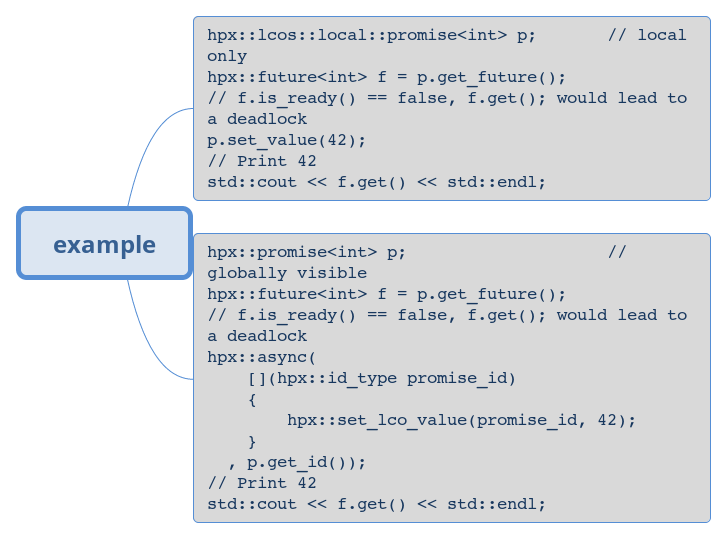 hpx::lcos::local::promise<int> p;       // local
only
hpx::future<int> f = p.get_future();
// f.is_ready() == false, f.get(); would lead to
a deadlock
p.set_value(42);
// Print 42
std::cout << f.get() << std::endl;
example
hpx::promise<int> p;                    //
globally visible
hpx::future<int> f = p.get_future();
// f.is_ready() == false, f.get(); would lead to
a deadlock
hpx::async(
    [](hpx::id_type promise_id)
    {
        hpx::set_lco_value(promise_id, 42);
    }
  , p.get_id());
// Print 42
std::cout << f.get() << std::endl;